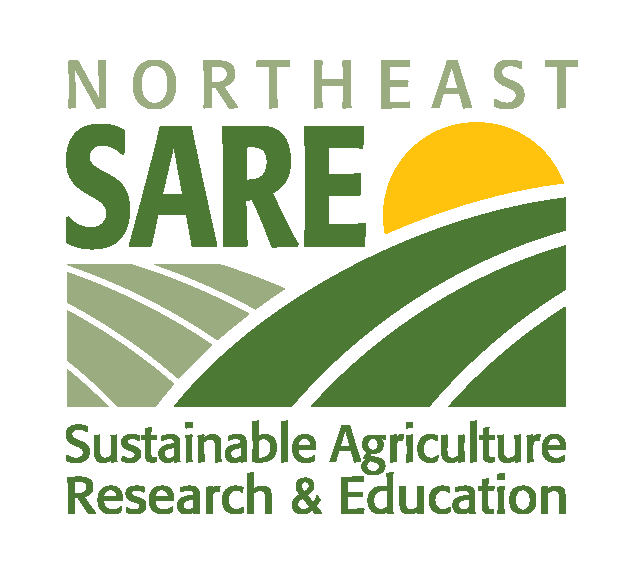 NORTHEAST
SARE
Sustainable Agriculture
Research & Education